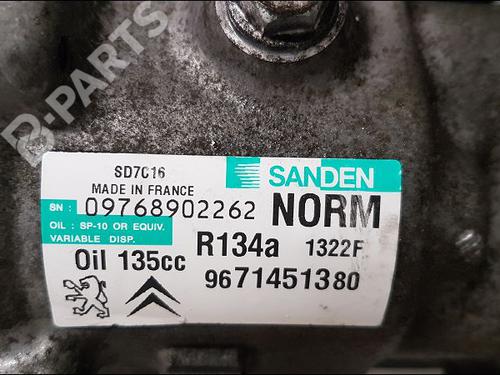 B-PARTS
SD7C16
MADE IN FRANCE
SANDEN
SN : 09768902262 NORM
OIL : SP-10 OR EQUIV.
VARIABLE DISP.
R134a 1322F
Oil 135cc
9671451380